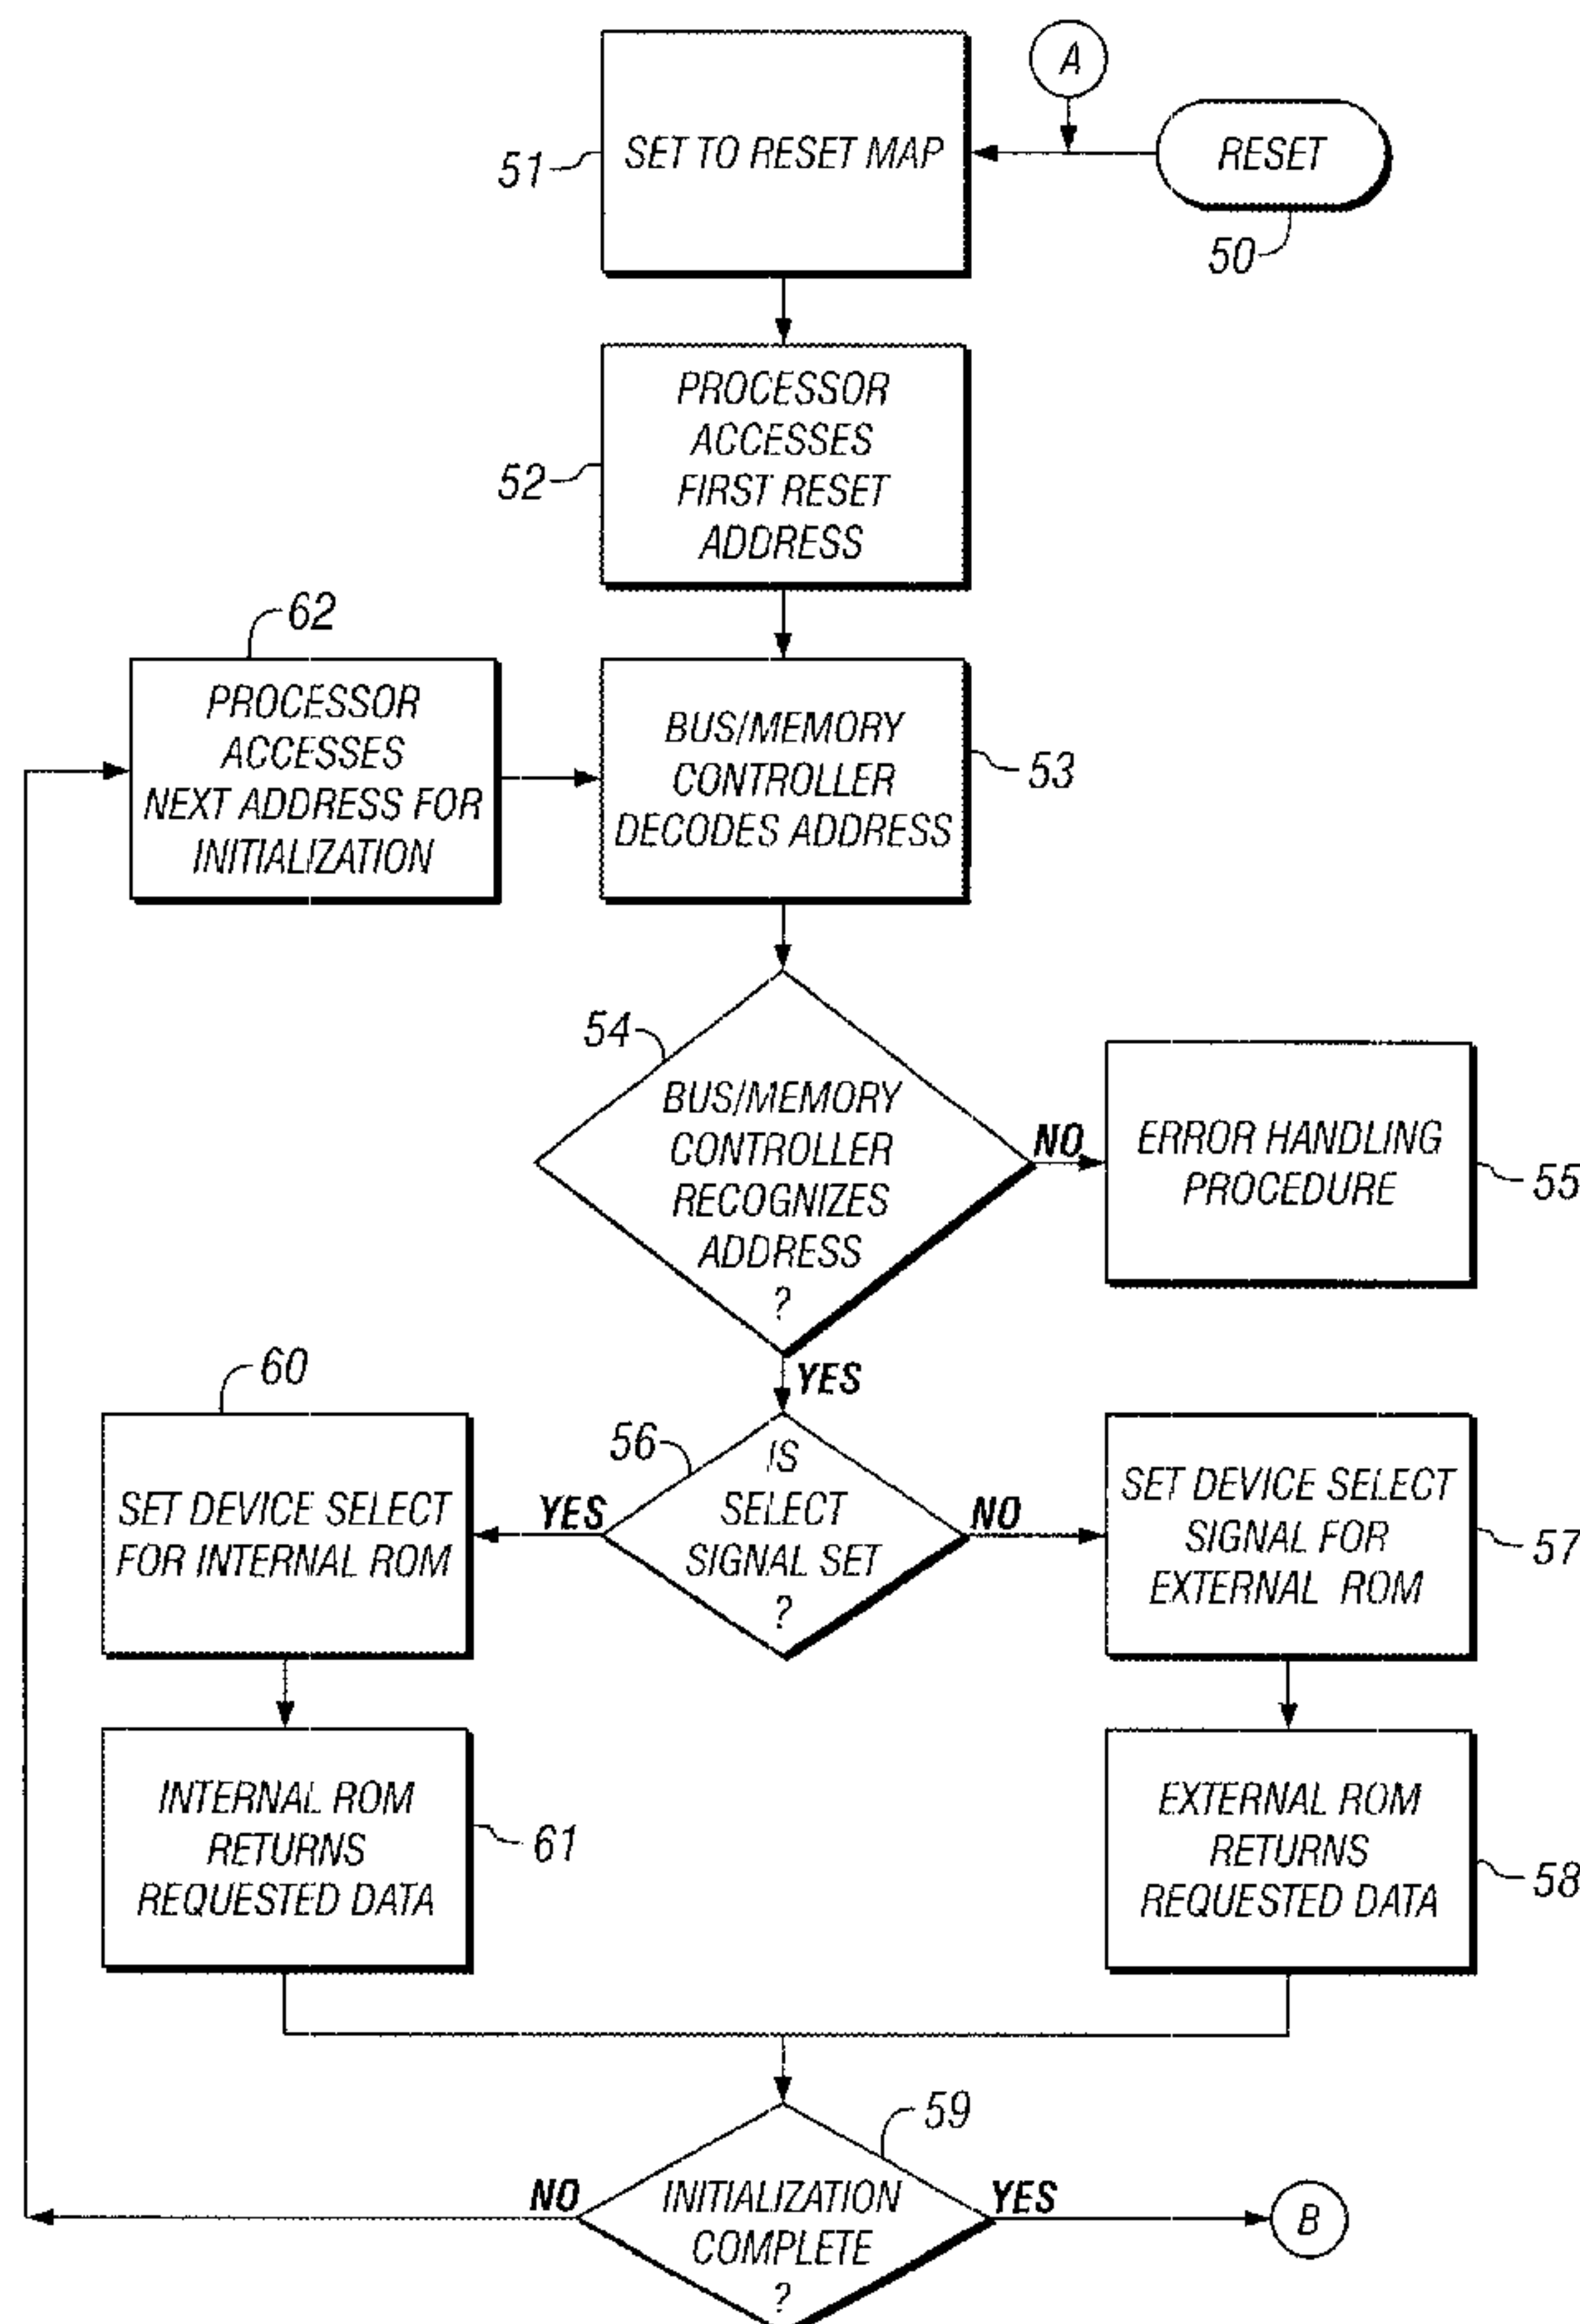 A
SET TO RESET MAP
RESET
51
50
PROCESSOR
ACCESSES
FIRST RESET
ADDRESS
52
62
PROCESSOR
ACCESSES
NEXT ADDRESS FOR
INITIALIZATION
BUS/MEMORY
CONTROLLER
DECODES ADDRESS
53
54
BUS/MEMORY
CONTROLLER
RECOGNIZES
ADDRESS
?
NO
ERROR HANDLING
PROCEDURE
55
YES
60
56
IS
SELECT
SIGNAL SET
?
YES
NO
SET DEVICE SELECT
FOR INTERNAL ROM
SET DEVICE SELECT
SIGNAL FOR
EXTERNAL ROM
57
INTERNAL ROM
RETURNS
REQUESTED DATA
61
EXTERNAL ROM
RETURNS
REQUESTED DATA
58
59
NO
INITIALIZATION
COMPLETE
?
YES
B